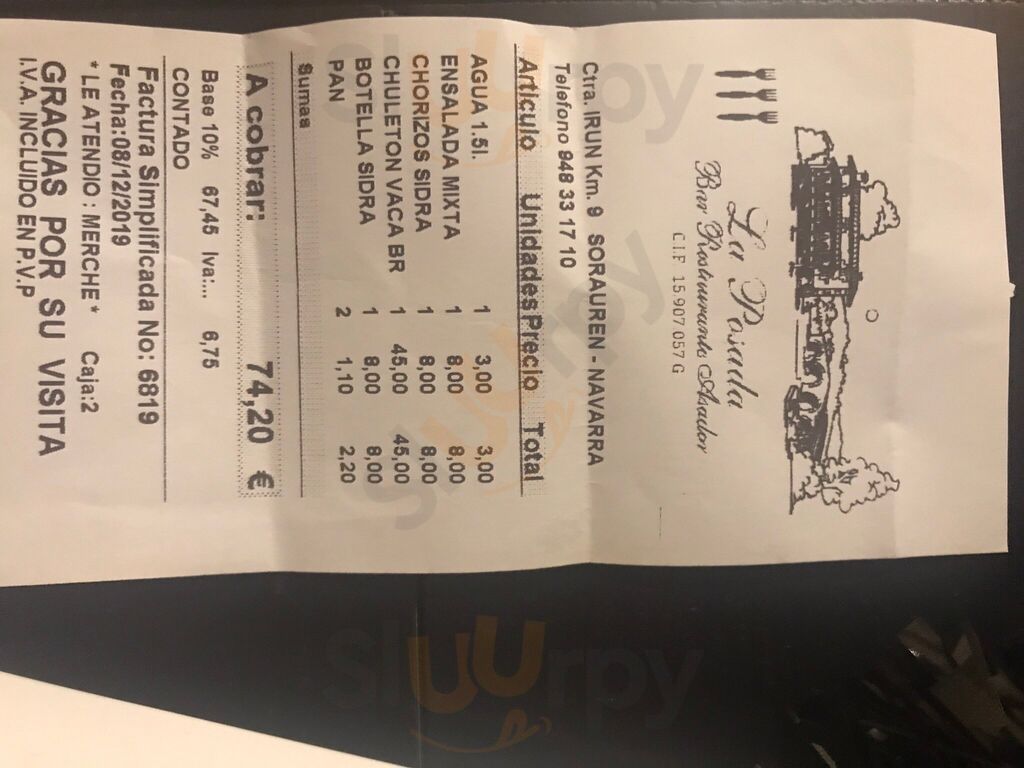 La Posada
Bar Restaurante Asador
C.I.F. 15.907.057 G
Ctra. IRUN Km. 9 SORAUREN - NAVARRA
Telefono 948 33 17 10
Articulo Unidades Precio Total
AGUA 1.5l. 1 3,00 3,00
ENSALADA MIXTA 1 8,00 8,00
CHORIZOS SIDRA 1 8,00 8,00
CHULETON VACA BR 1 45,00 45,00
BOTELLA SIDRA 1 8,00 8,00
PAN 2 1,10 2,20
Sumas
A cobrar: 74,20 €
Base 10% 67,45 Iva:... 6,75
CONTADO
Factura Simplificada No: 6819
Fecha:08/12/2019
* LE ATENDIO : MERCHE * Caja:2
GRACIAS POR SU VISITA
I.V.A. INCLUIDO EN P.V.P
sluurpy
sluurpy
sluurpy
sluurpy